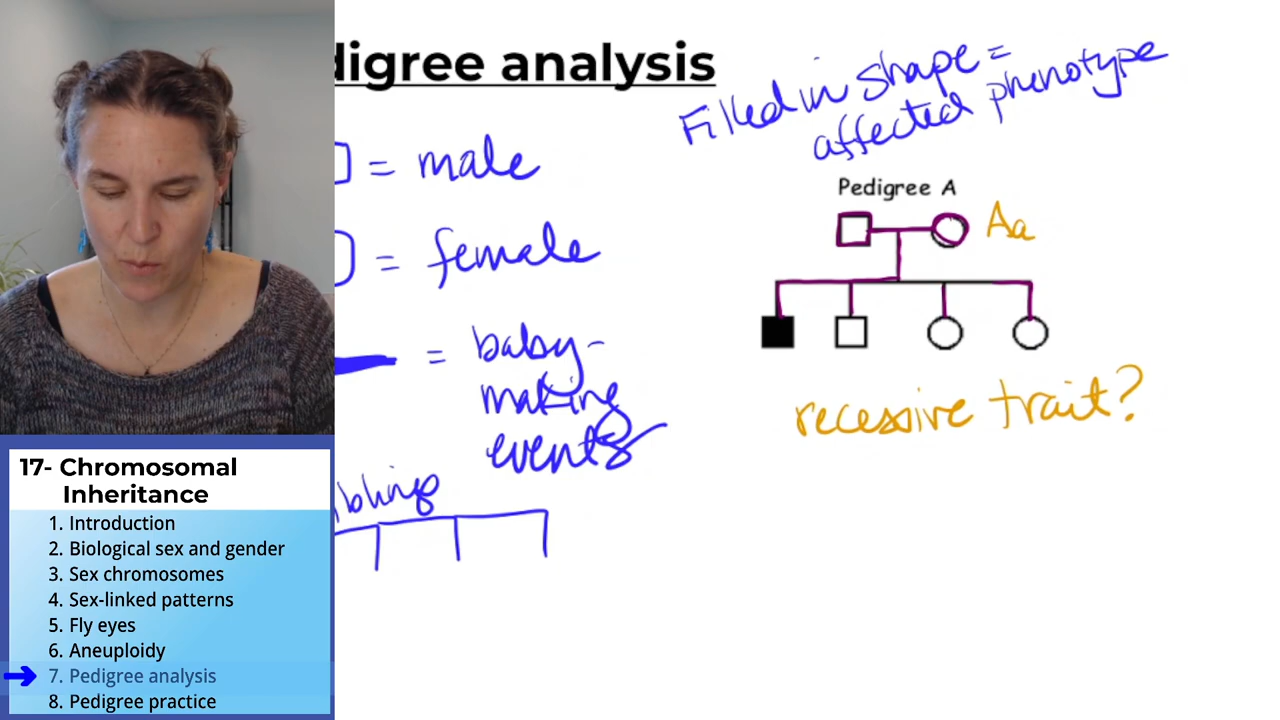 digree analysis
Filled in shape =
affected phenotype
= male
= female
= baby-
making
events
iblings
Pedigree A
Aa
recessive trait?
17- Chromosomal
Inheritance
1. Introduction
2. Biological sex and gender
3. Sex chromosomes
4. Sex-linked patterns
5. Fly eyes
6. Aneuploidy
7. Pedigree analysis
8. Pedigree practice